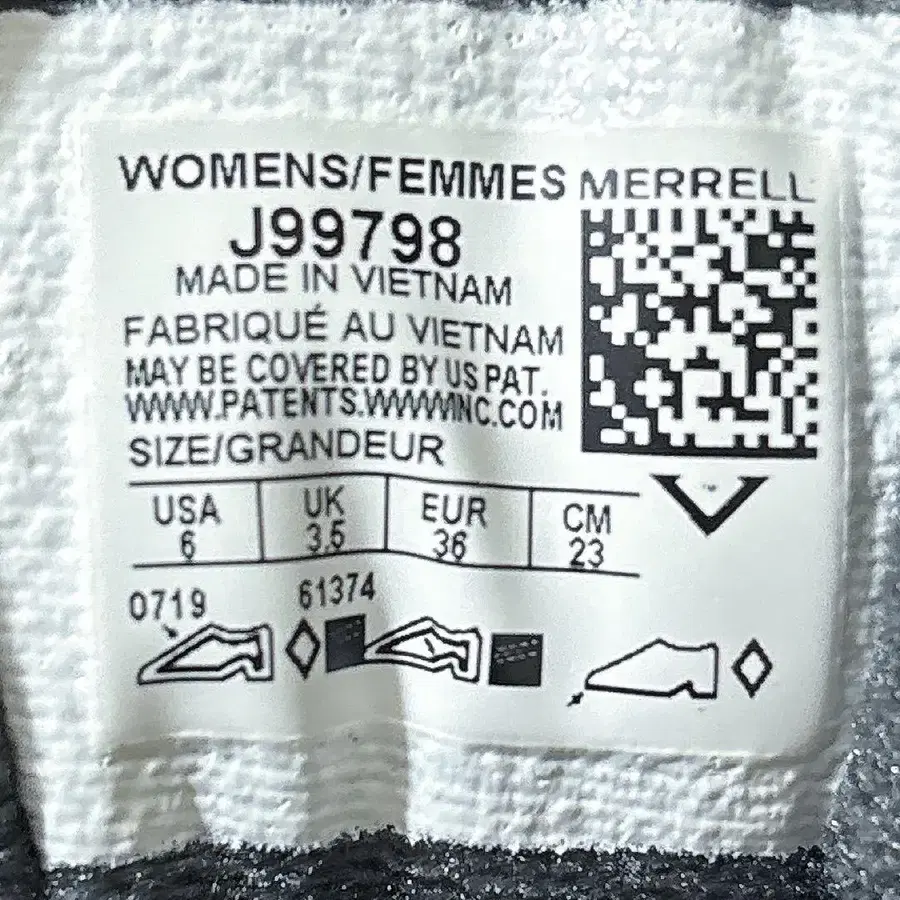 WOMENS/FEMMES MERRELL
J99798
MADE IN VIETNAM
FABRIQUÉ AU VIETNAM
MAY BE COVERED BY US PAT.
WWW.PATENTS.WWWINC.COM
SIZE/GRANDEUR
USA UK EUR CM
6 3.5 36 23
0719 61374